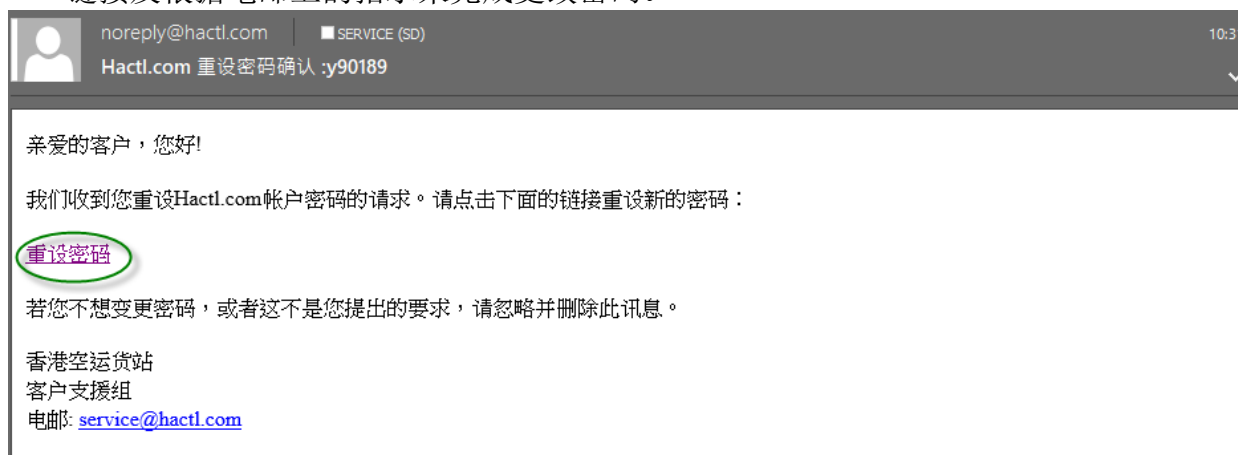 noreply@hactl.com SERVICE (SD) 10:3
Hactl.com 重设密码确认 :y90189
亲爱的客户，您好!
我们收到您重设Hactl.com帐户密码的请求。请点击下面的链接重设新的密码：
重设密码
若您不想变更密码，或者这不是您提出的要求，请忽略并删除此讯息。
香港空运货站
客户支援组
电邮: service@hactl.com